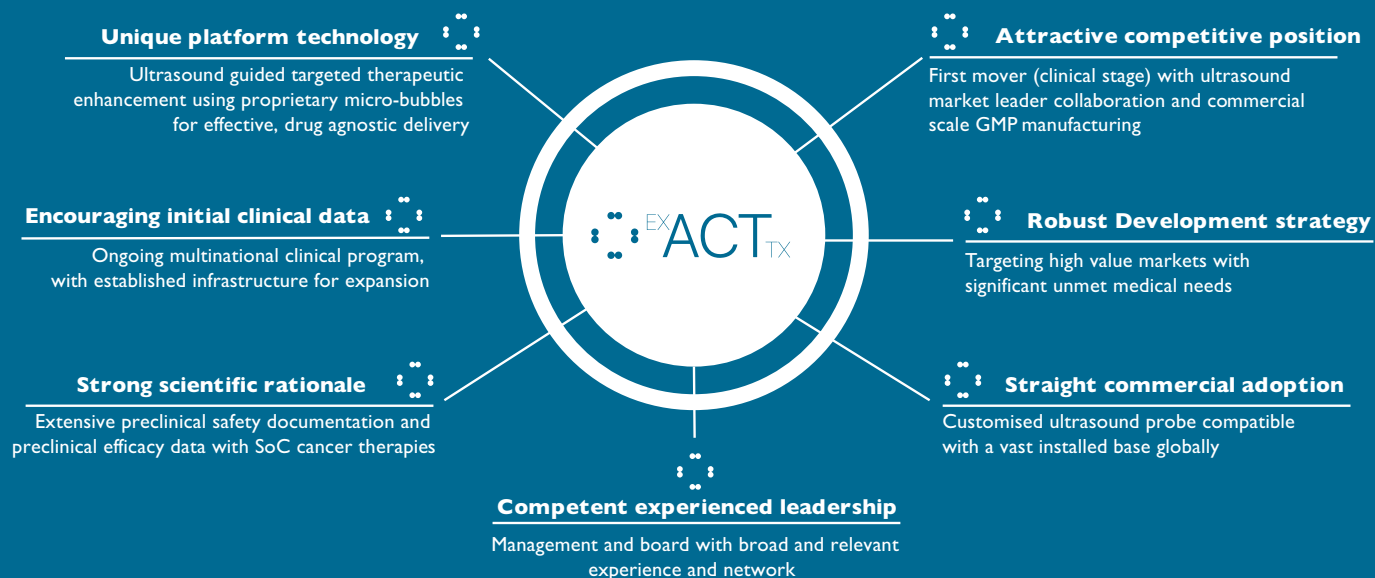 Unique platform technology
Ultrasound guided targeted therapeutic
enhancement using proprietary micro-bubbles
for effective, drug agnostic delivery
Encouraging initial clinical data
Ongoing multinational clinical program,
with established infrastructure for expansion
Strong scientific rationale
Extensive preclinical safety documentation and
preclinical efficacy data with SoC cancer therapies
EXACTTX
Attractive competitive position
First mover (clinical stage) with ultrasound
market leader collaboration and commercial
scale GMP manufacturing
Robust Development strategy
Targeting high value markets with
significant unmet medical needs
Straight commercial adoption
Customised ultrasound probe compatible
with a vast installed base globally
Competent experienced leadership
Management and board with broad and relevant
experience and network